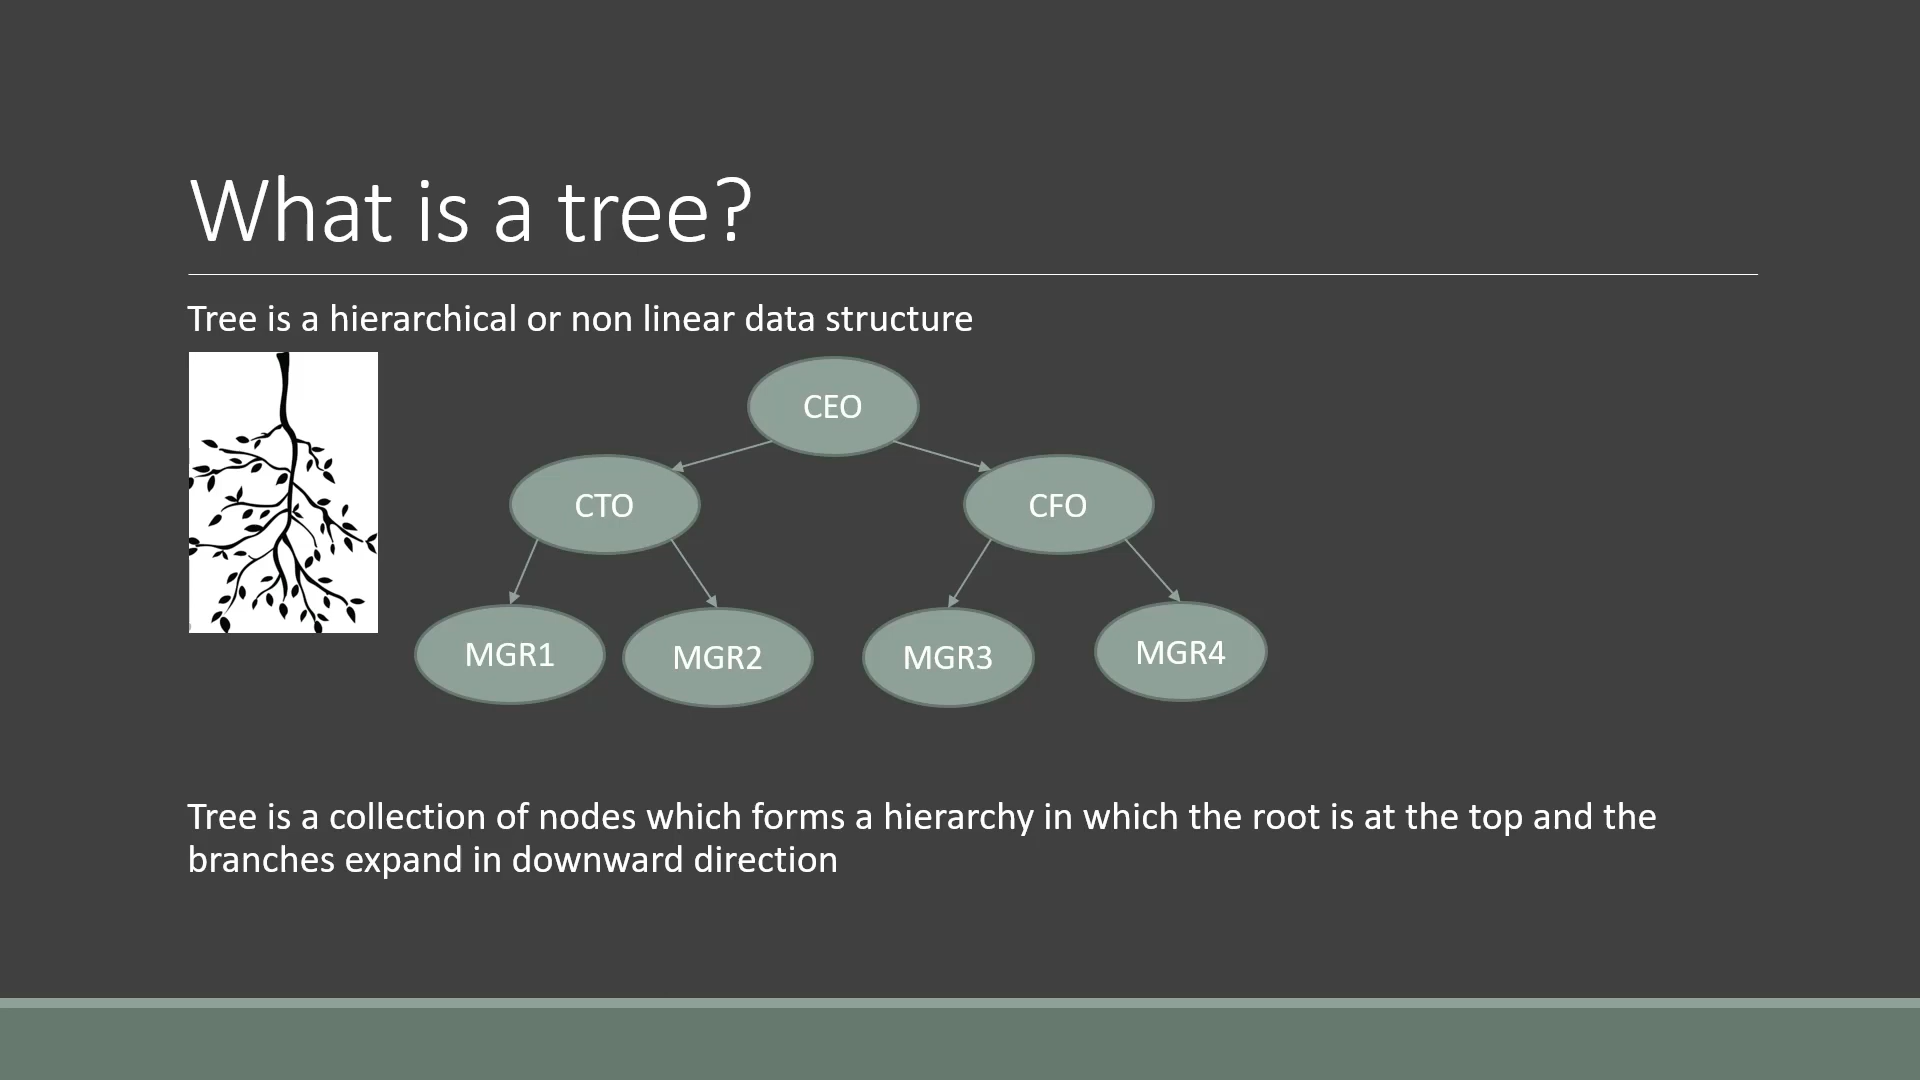 What is a tree?
Tree is a hierarchical or non linear data structure
CEO
CTO
CFO
MGR1
MGR2
MGR3
MGR4
Tree is a collection of nodes which forms a hierarchy in which the root is at the top and the
branches expand in downward direction